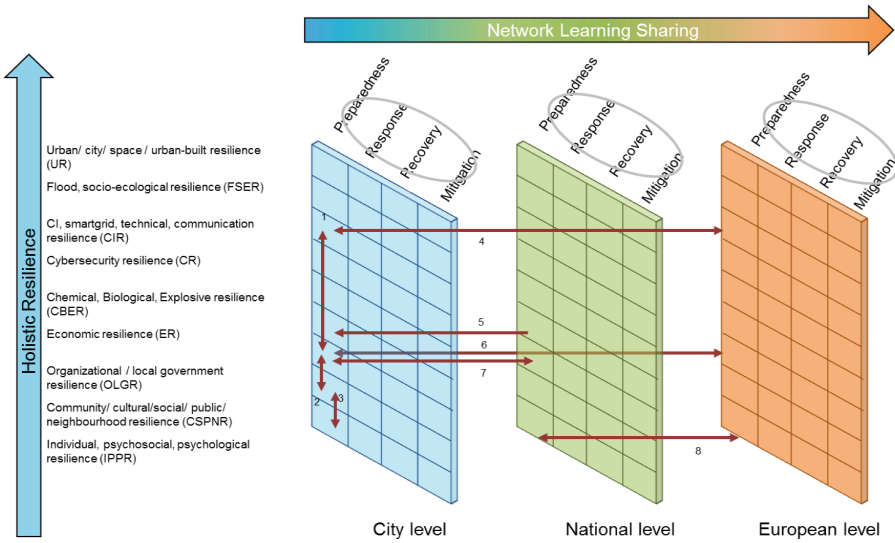 Network Learning Sharing
Preparedness
Response
Recovery
Mitigation
Preparedness
Response
Recovery
Mitigation
Preparedness
Response
Recovery
Mitigation
Holistic Resilience
Urban/ city/ space / urban-built resilience
(UR)
Flood, socio-ecological resilience (FSER)
CI, smartgrid, technical, communication
resilience (CIR)
Cybersecurity resilience (CR)
Chemical, Biological, Explosive resilience
(CBER)
Economic resilience (ER)
Organizational / local government
resilience (OLGR)
Community/ cultural/social/ public/
neighbourhood resilience (CSPNR)
Individual, psychosocial, psychological
resilience (IPPR)
1
4
5
6
7
2
3
8
City level
National level
European level